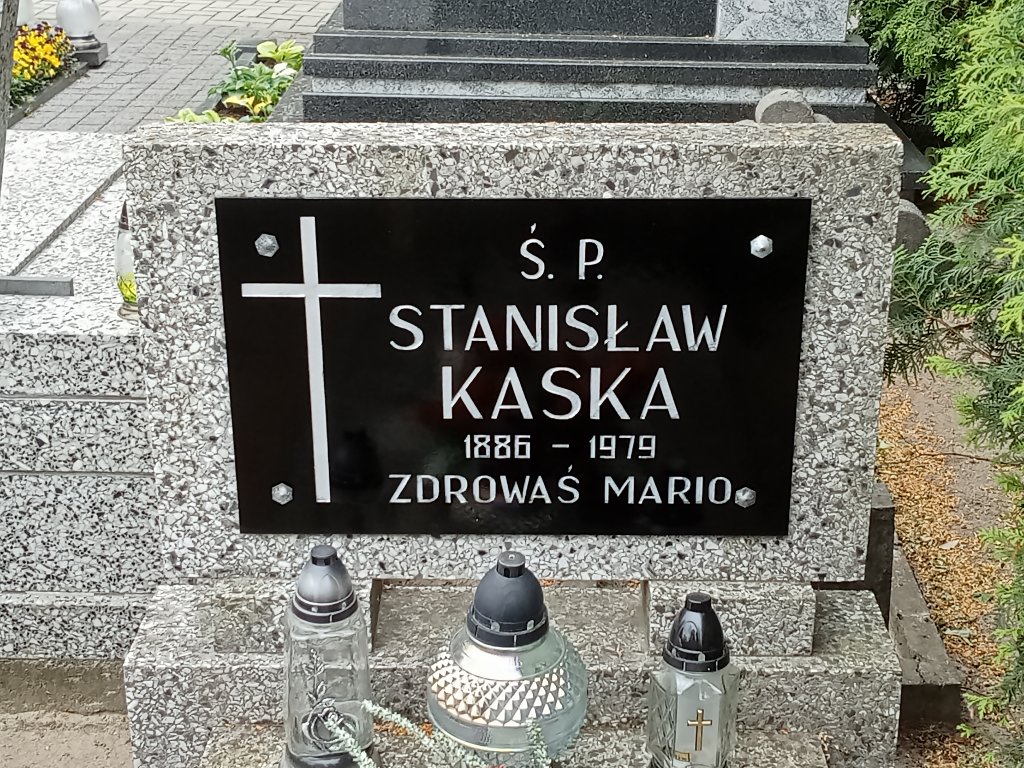 Ś. P.
STANISŁAW
KASKA
1886 – 1979
ZDROWAŚ MARIO